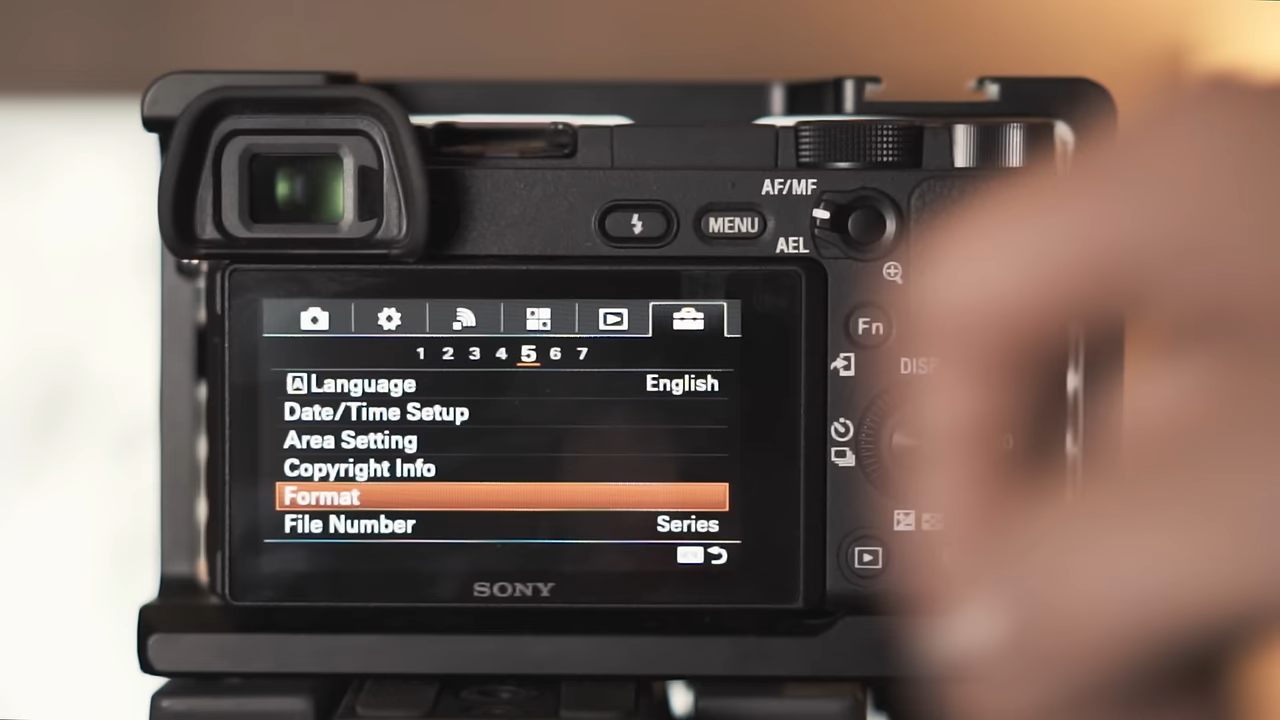 AF/MF
MENU
AEL
Fn
1 2 3 4 5 6 7
A Language English
Date/Time Setup
Area Setting
Copyright Info
Format
File Number Series
SONY